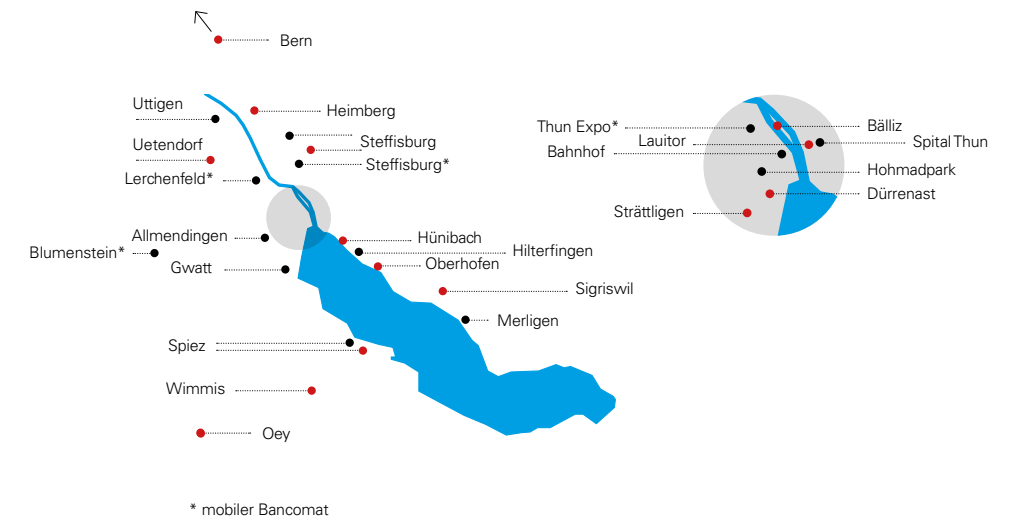 Bern
Uttigen
Heimberg
Uetendorf
Steffisburg
Steffisburg*
Lerchenfeld*
Allmendingen
Hünibach
Blumenstein*
Hilterfingen
Gwatt
Oberhofen
Sigriswil
Merligen
Spiez
Wimmis
Oey
Thun Expo*
Bälliz
Lauitor
Spital Thun
Bahnhof
Hohmadpark
Dürrenast
Strättligen
* mobiler Bancomat